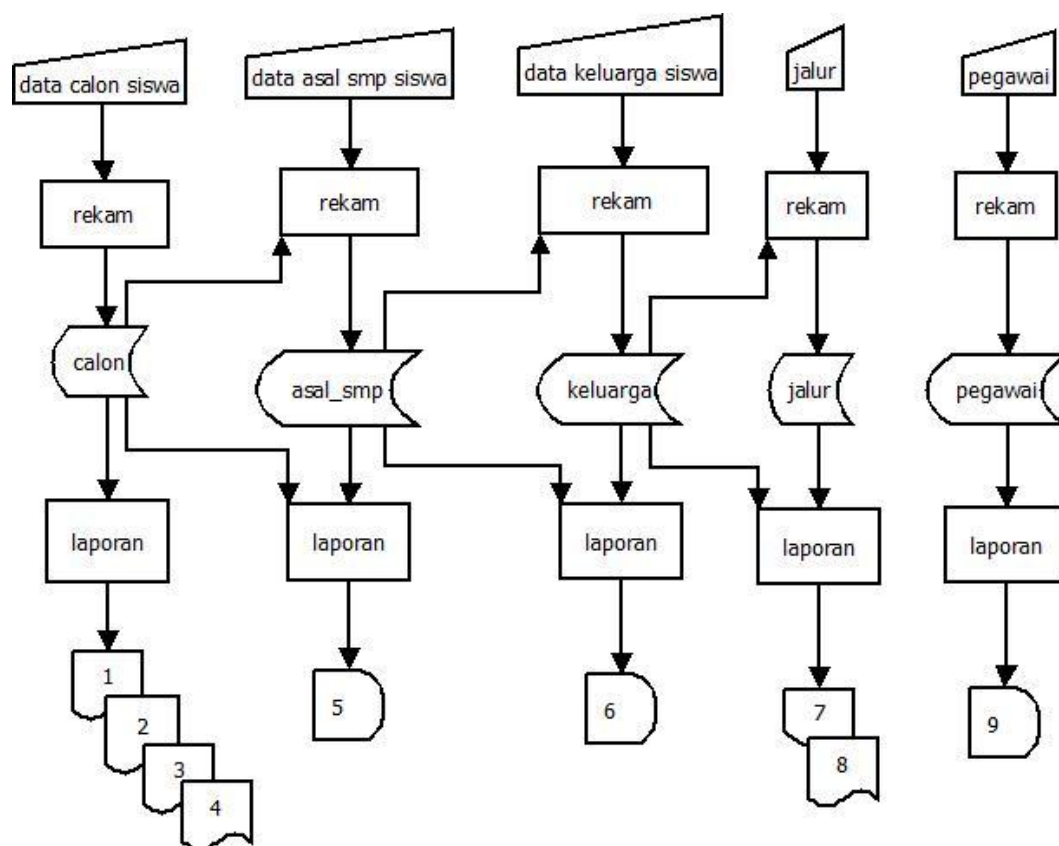 data calon siswa
data asal smp siswa
data keluarga siswa
jalur
pegawai
rekam
rekam
rekam
rekam
rekam
calon
asal_smp
keluarga
jalur
pegawai
laporan
laporan
laporan
laporan
laporan
1
2
3
4
5
6
7
8
9